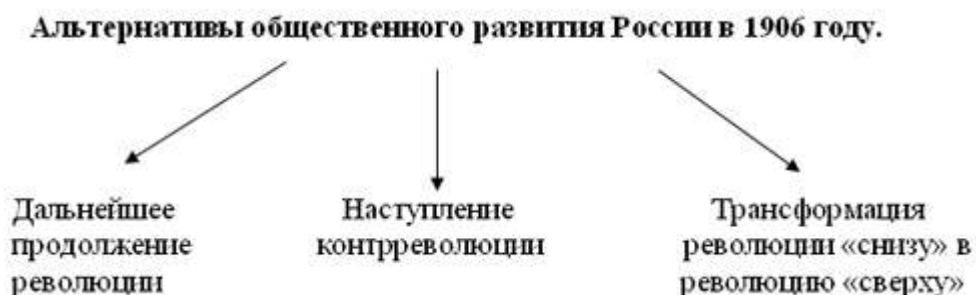 Альтернативы общественного развития России в 1906 году.
Дальнейшее
продолжение
революции
Наступление
контрреволюции
Трансформация
революции «снизу» в
революцию «сверху»